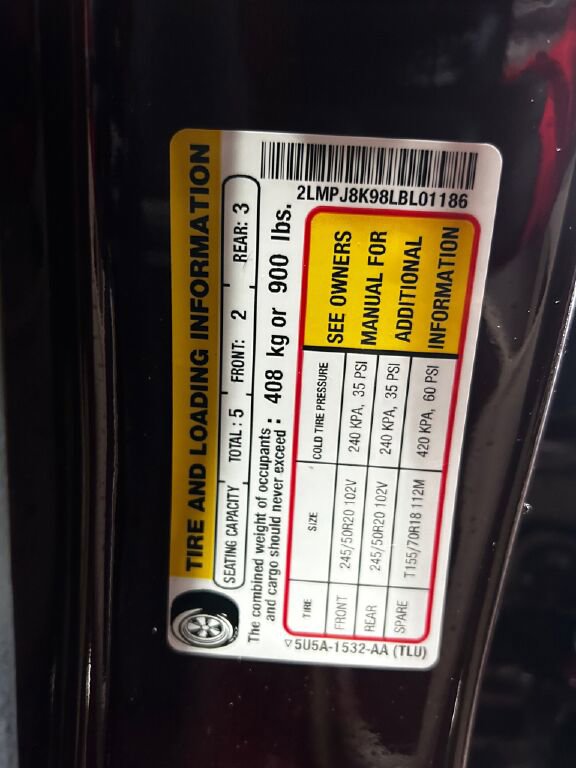 TIRE AND LOADING INFORMATION
SEATING CAPACITY TOTAL: 5 FRONT: 2 REAR: 3
The combined weight of occupants and cargo should never exceed : 408 kg or 900 lbs.
TIRE SIZE COLD TIRE PRESSURE
FRONT 245/50R20 102V 240 KPA, 35 PSI
REAR 245/50R20 102V 240 KPA, 35 PSI
SPARE T155/70R18 112M 420 KPA, 60 PSI
SEE OWNERS
MANUAL FOR
ADDITIONAL
INFORMATION
5U5A-1532-AA (TLU)
2LMPJ8K98LBL01186